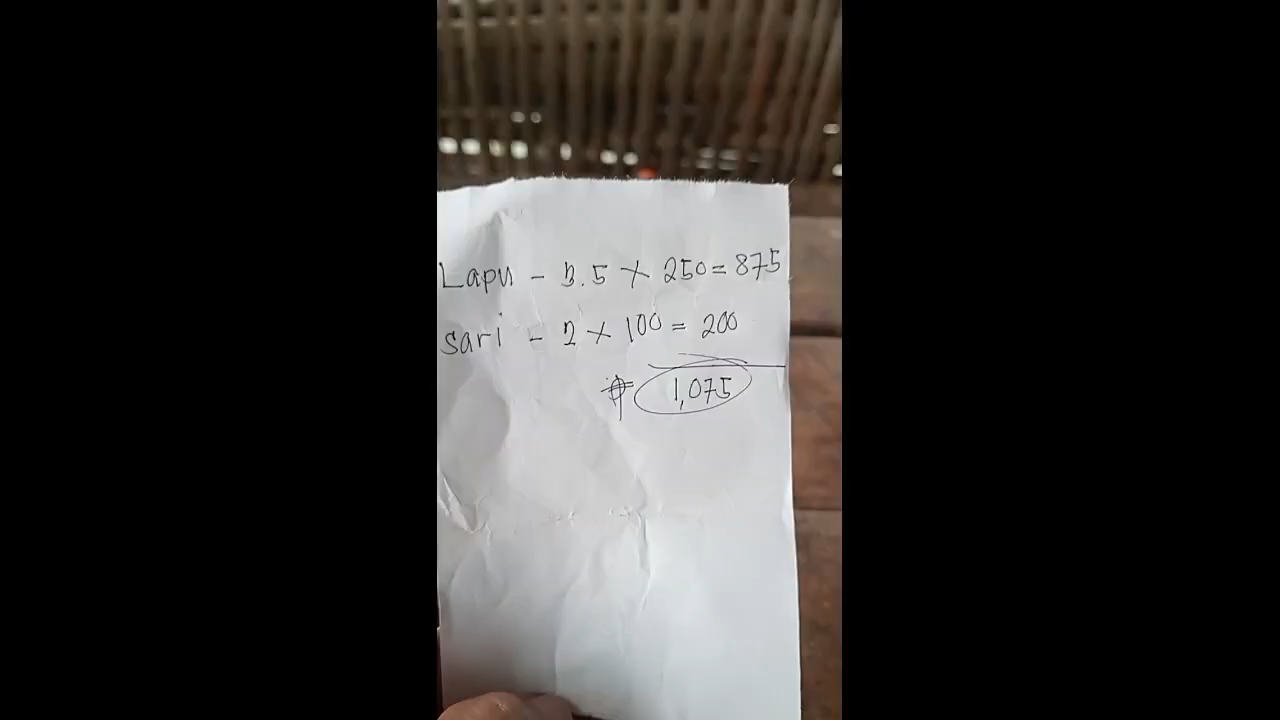 Lapu - 3.5 X 250 = 875
Sari - 2 X 100 = 200
₱ 1,075